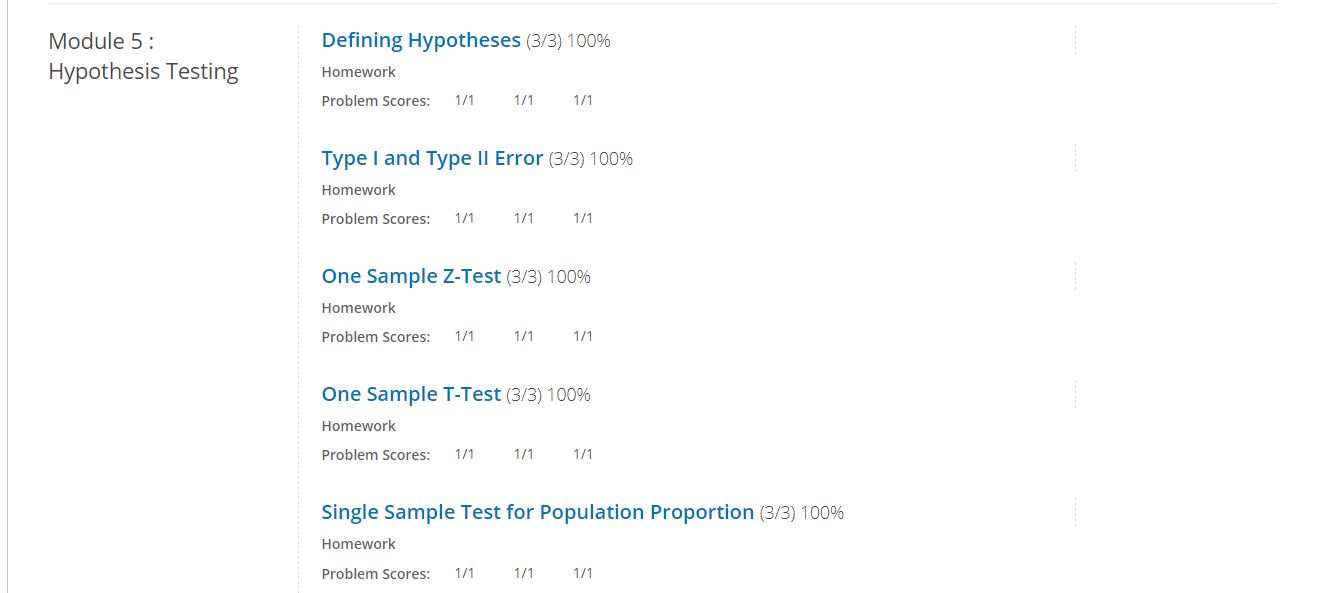 Module 5 :
Hypothesis Testing
Defining Hypotheses (3/3) 100%
Homework
Problem Scores: 1/1 1/1 1/1
Type I and Type II Error (3/3) 100%
Homework
Problem Scores: 1/1 1/1 1/1
One Sample Z-Test (3/3) 100%
Homework
Problem Scores: 1/1 1/1 1/1
One Sample T-Test (3/3) 100%
Homework
Problem Scores: 1/1 1/1 1/1
Single Sample Test for Population Proportion (3/3) 100%
Homework
Problem Scores: 1/1 1/1 1/1